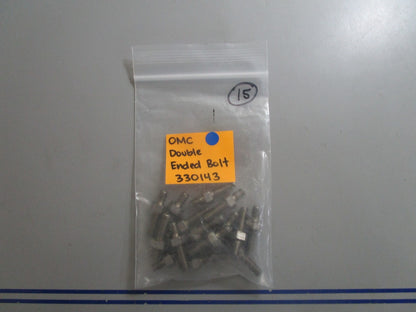 15
OMC
Double
Ended Bolt
330143